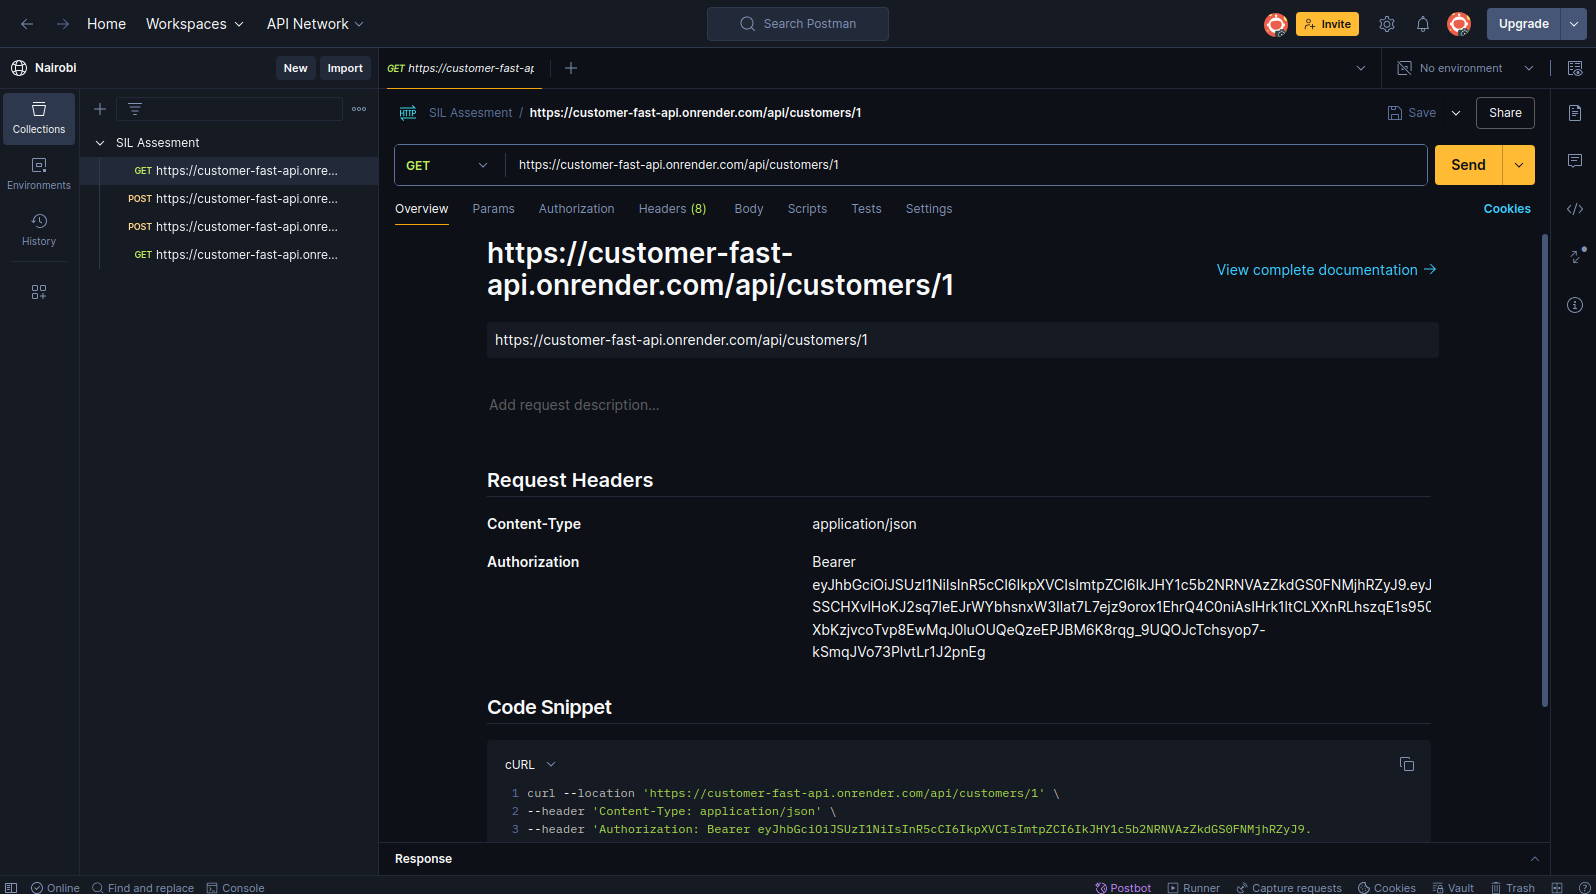 Home Workspaces API Network Search Postman Invite Upgrade
Nairobi New Import GET https://customer-fast-ap No environment
SIL Assesment / https://customer-fast-api.onrender.com/api/customers/1 Save Share
Collections
SIL Assesment
GET https://customer-fast-api.onre...
POST https://customer-fast-api.onre...
POST https://customer-fast-api.onre...
GET https://customer-fast-api.onre...
Environments
History
GET https://customer-fast-api.onrender.com/api/customers/1 Send
Overview Params Authorization Headers (8) Body Scripts Tests Settings Cookies
https://customer-fast-
api.onrender.com/api/customers/1
View complete documentation
https://customer-fast-api.onrender.com/api/customers/1
Add request description...
Request Headers
Content-Type application/json
Authorization Bearer
Code Snippet
cURL
1 curl --location 'https://customer-fast-api.onrender.com/api/customers/1' \
2 --header 'Content-Type: application/json' \
3 --header 'Authorization: Bearer
Response
Online Find and replace Console Postbot Runner Capture requests Cookies Vault Trash